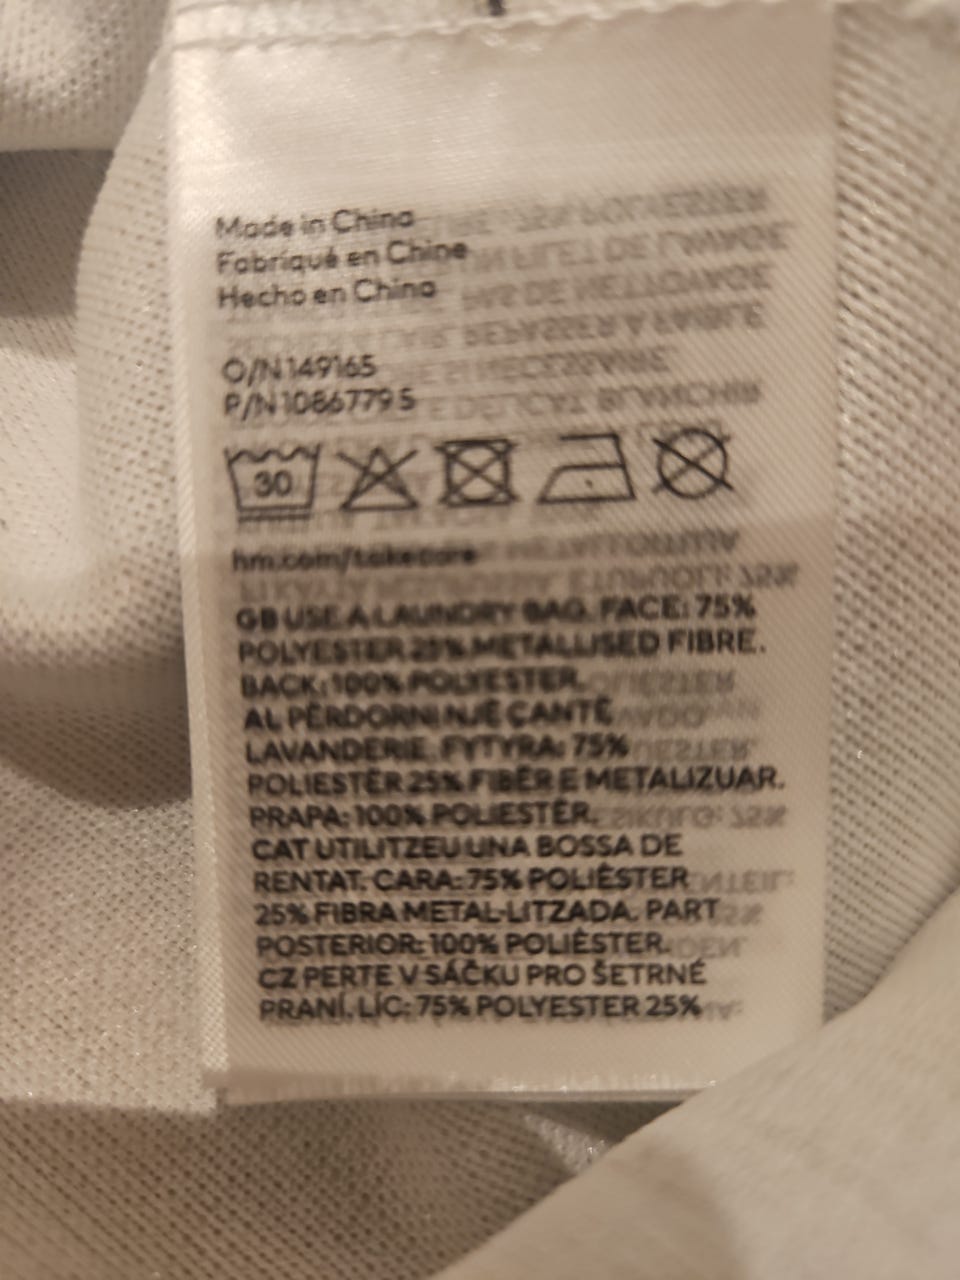 Made in China
Fabriqué en Chine
Hecho en China
O/N 149165
P/N 10867795
30
hm.com/takecare
GB USE A LAUNDRY BAG. FACE: 75%
POLYESTER 25% METALLISED FIBRE.
BACK: 100% POLYESTER.
AL PËRDORNI NJË ÇANTË
LAVANDERIE. FYTYRA: 75%
POLIESTËR 25% FIBËR E METALIZUAR.
PRAPA: 100% POLIESTËR.
CAT UTILITZEU UNA BOSSA DE
RENTAT. CARA: 75% POLIÈSTER
25% FIBRA METAL·LITZADA. PART
POSTERIOR: 100% POLIÈSTER.
CZ PERTE V SÁČKU PRO ŠETRNÉ
PRANÍ. LÍC: 75% POLYESTER 25%